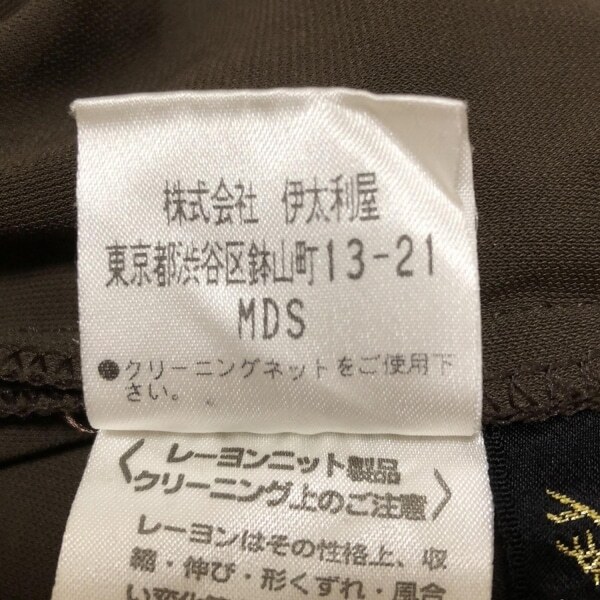 株式会社 伊太利屋
東京都渋谷区鉢山町13-21
MDS
●クリーニングネットをご使用下
さい。
〈レーヨンニット製品
クリーニング上のご注意〉
レーヨンはその性格上、収
縮・伸び・形くずれ・風合
い変化等